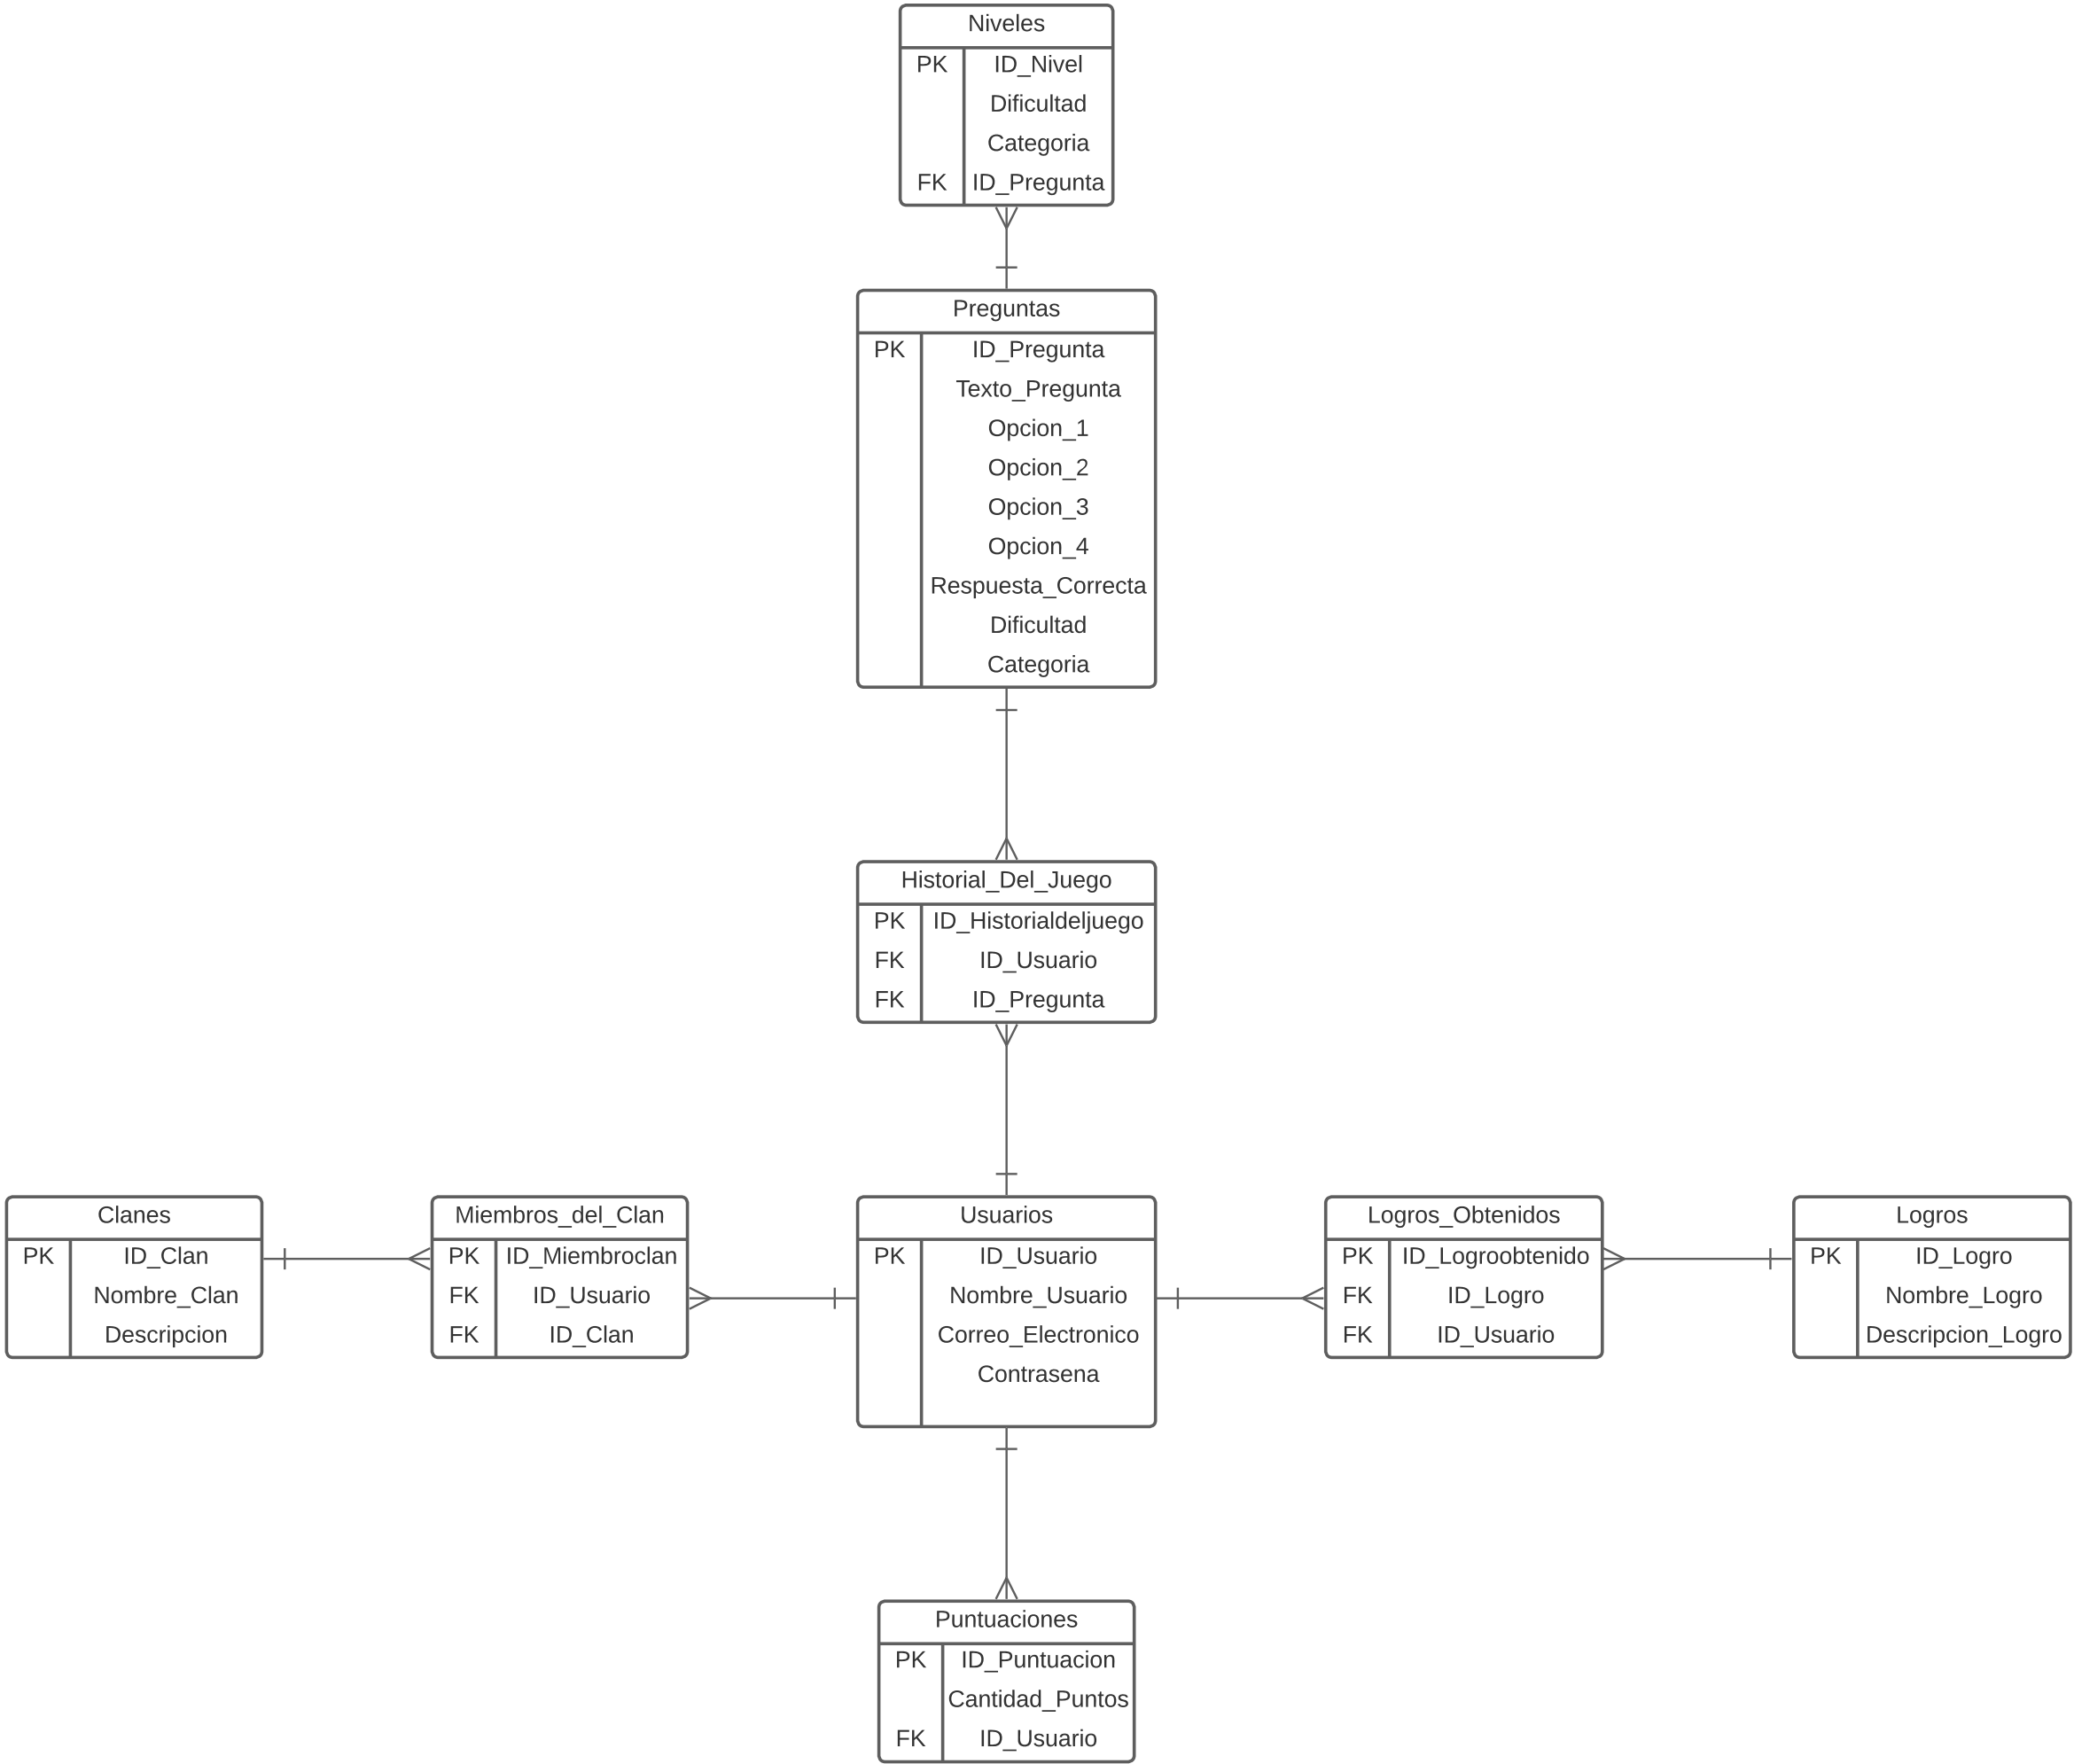 Niveles
PK ID_Nivel
Dificultad
Categoria
FK ID_Pregunta
Preguntas
PK ID_Pregunta
Texto_Pregunta
Opcion_1
Opcion_2
Opcion_3
Opcion_4
Respuesta_Correcta
Dificultad
Categoria
Historial_Del_Juego
PK ID_Historialdeljuego
FK ID_Usuario
FK ID_Pregunta
Clanes
PK ID_Clan
Nombre_Clan
Descripcion
Miembros_del_Clan
PK ID_Miembroclan
FK ID_Usuario
FK ID_Clan
Usuarios
PK ID_Usuario
Nombre_Usuario
Correo_Electronico
Contrasena
Logros_Obtenidos
PK ID_Logroobtenido
FK ID_Logro
FK ID_Usuario
Logros
PK ID_Logro
Nombre_Logro
Descripcion_Logro
Puntuaciones
PK ID_Puntuacion
Cantidad_Puntos
FK ID_Usuario